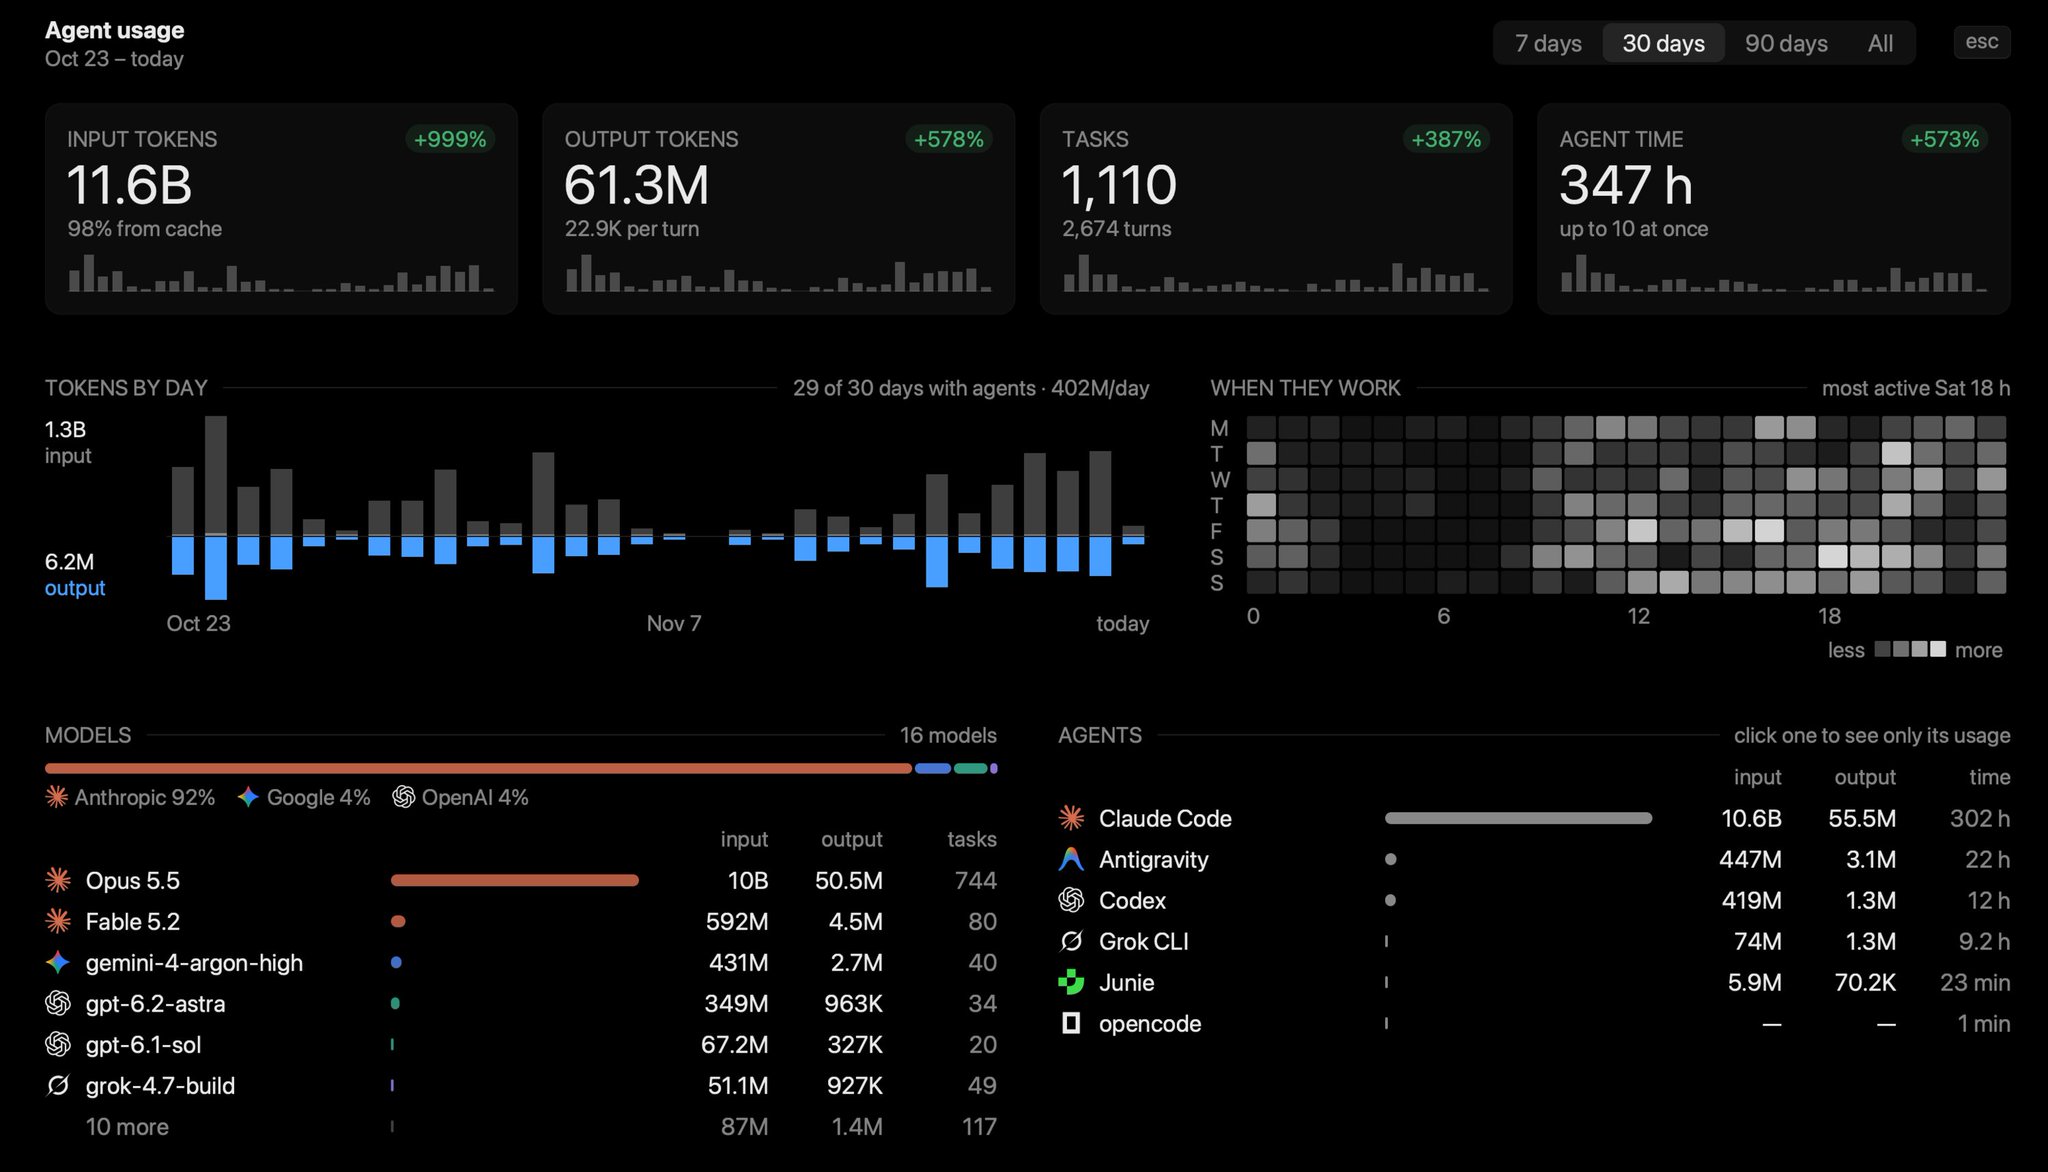 Agent usage
Oct 23 – today
7 days 30 days 90 days All esc
INPUT TOKENS +999%
11.6B
98% from cache
OUTPUT TOKENS +578%
61.3M
22.9K per turn
TASKS +387%
1,110
2,674 turns
AGENT TIME +573%
347 h
up to 10 at once
TOKENS BY DAY 29 of 30 days with agents · 402M/day
1.3B
input
6.2M
output
Oct 23 Nov 7 today
WHEN THEY WORK most active Sat 18 h
M
T
W
T
F
S
S
0 6 12 18
less more
MODELS 16 models
Anthropic 92% Google 4% OpenAI 4%
input output tasks
Opus 5.5 10B 50.5M 744
Fable 5.2 592M 4.5M 80
gemini-4-argon-high 431M 2.7M 40
gpt-6.2-astra 349M 963K 34
gpt-6.1-sol 67.2M 327K 20
grok-4.7-build 51.1M 927K 49
10 more 87M 1.4M 117
AGENTS click one to see only its usage
input output time
Claude Code 10.6B 55.5M 302 h
Antigravity 447M 3.1M 22 h
Codex 419M 1.3M 12 h
Grok CLI 74M 1.3M 9.2 h
Junie 5.9M 70.2K 23 min
opencode — — 1 min